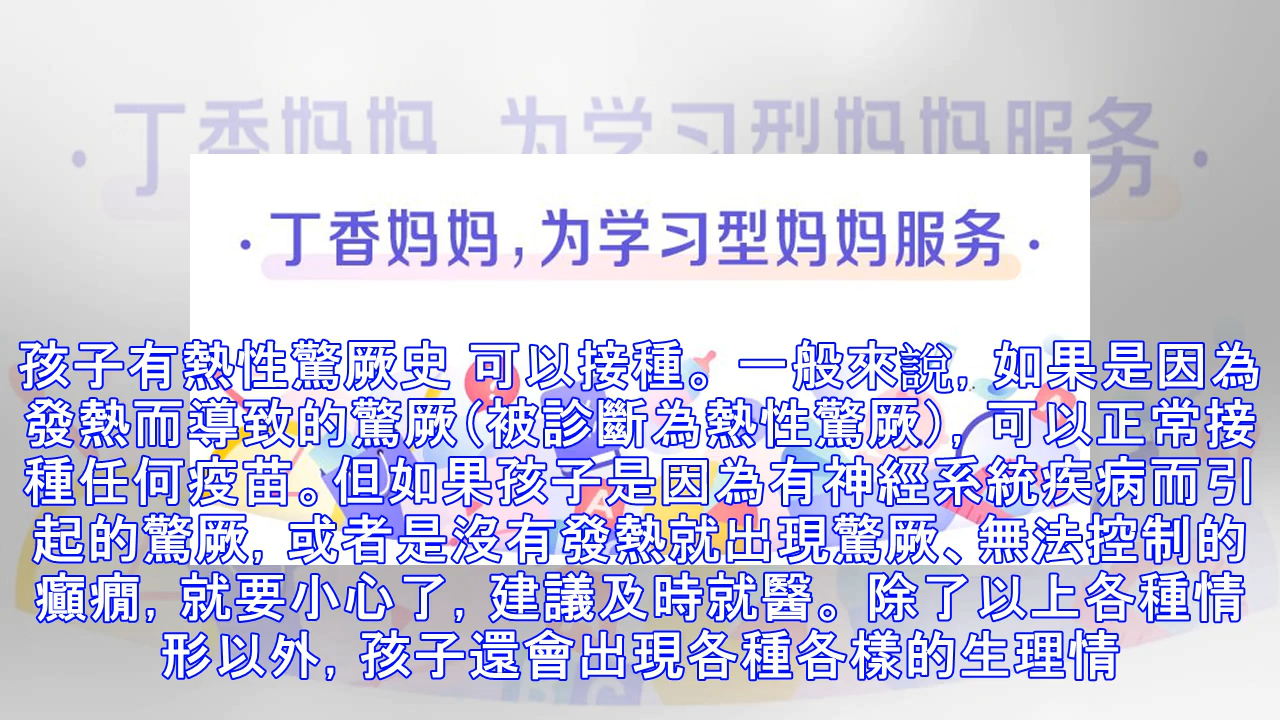 ·丁香妈妈 为学习型妈妈服务·
·丁香妈妈,为学习型妈妈服务·
孩子有熱性驚厥史 可以接種。一般來說, 如果是因為
發熱而導致的驚厥(被診斷為熱性驚厥), 可以正常接
種任何疫苗。但如果孩子是因為有神經系統疾病而引
起的驚厥, 或者是沒有發熱就出現驚厥、無法控制的
癲癇, 就要小心了, 建議及時就醫。除了以上各種情
形以外, 孩子還會出現各種各樣的生理情